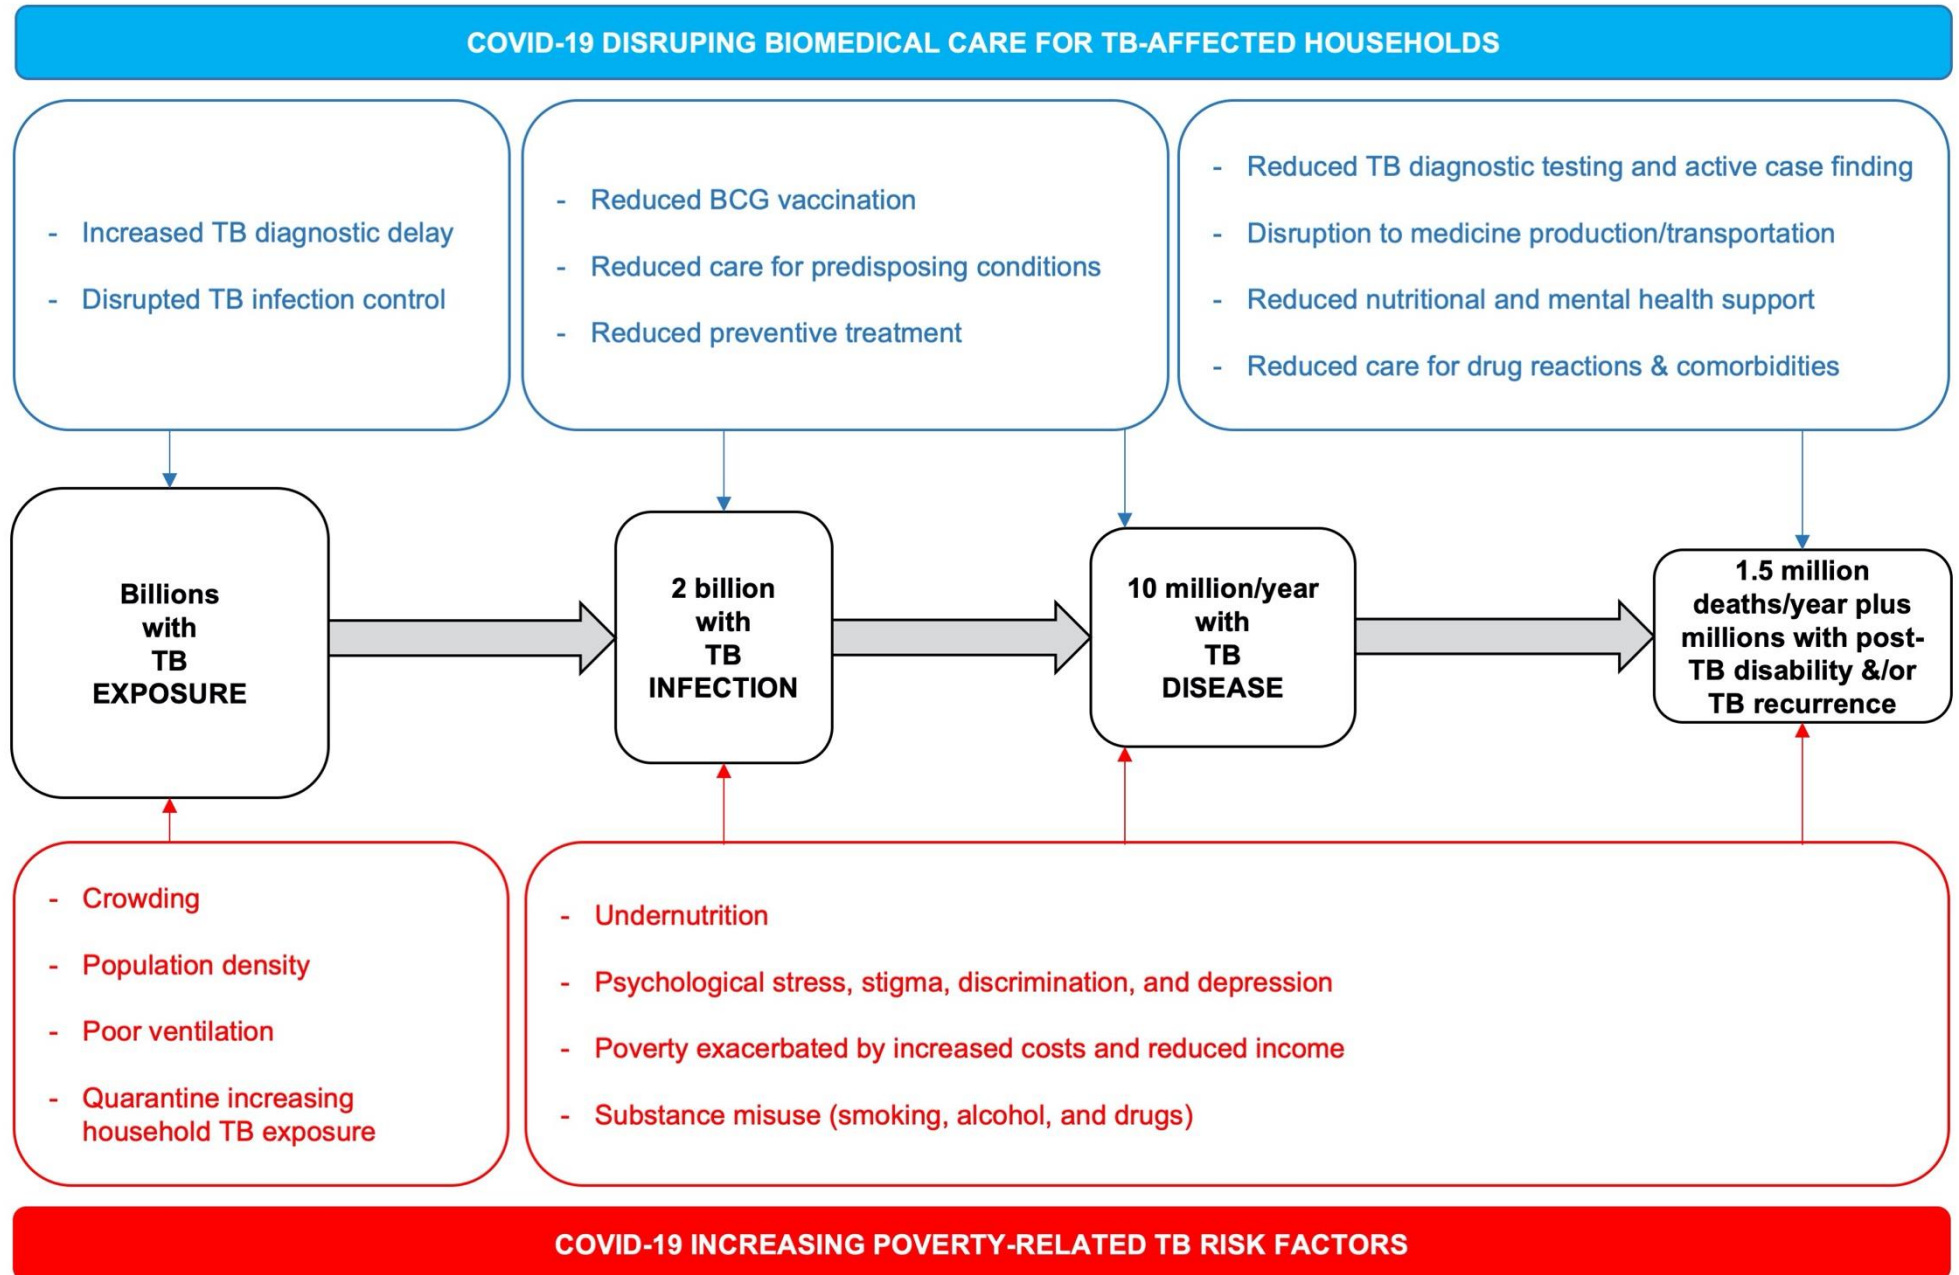 COVID-19 DISRUPING BIOMEDICAL CARE FOR TB-AFFECTED HOUSEHOLDS
- Increased TB diagnostic delay
- Disrupted TB infection control
- Reduced BCG vaccination
- Reduced care for predisposing conditions
- Reduced preventive treatment
- Reduced TB diagnostic testing and active case finding
- Disruption to medicine production/transportation
- Reduced nutritional and mental health support
- Reduced care for drug reactions & comorbidities
Billions
with
TB
EXPOSURE
2 billion
with
TB
INFECTION
10 million/year
with
TB
DISEASE
1.5 million
deaths/year plus
millions with post-
TB disability &/or
TB recurrence
- Crowding
- Population density
- Poor ventilation
- Quarantine increasing
household TB exposure
- Undernutrition
- Psychological stress, stigma, discrimination, and depression
- Poverty exacerbated by increased costs and reduced income
- Substance misuse (smoking, alcohol, and drugs)
COVID-19 INCREASING POVERTY-RELATED TB RISK FACTORS